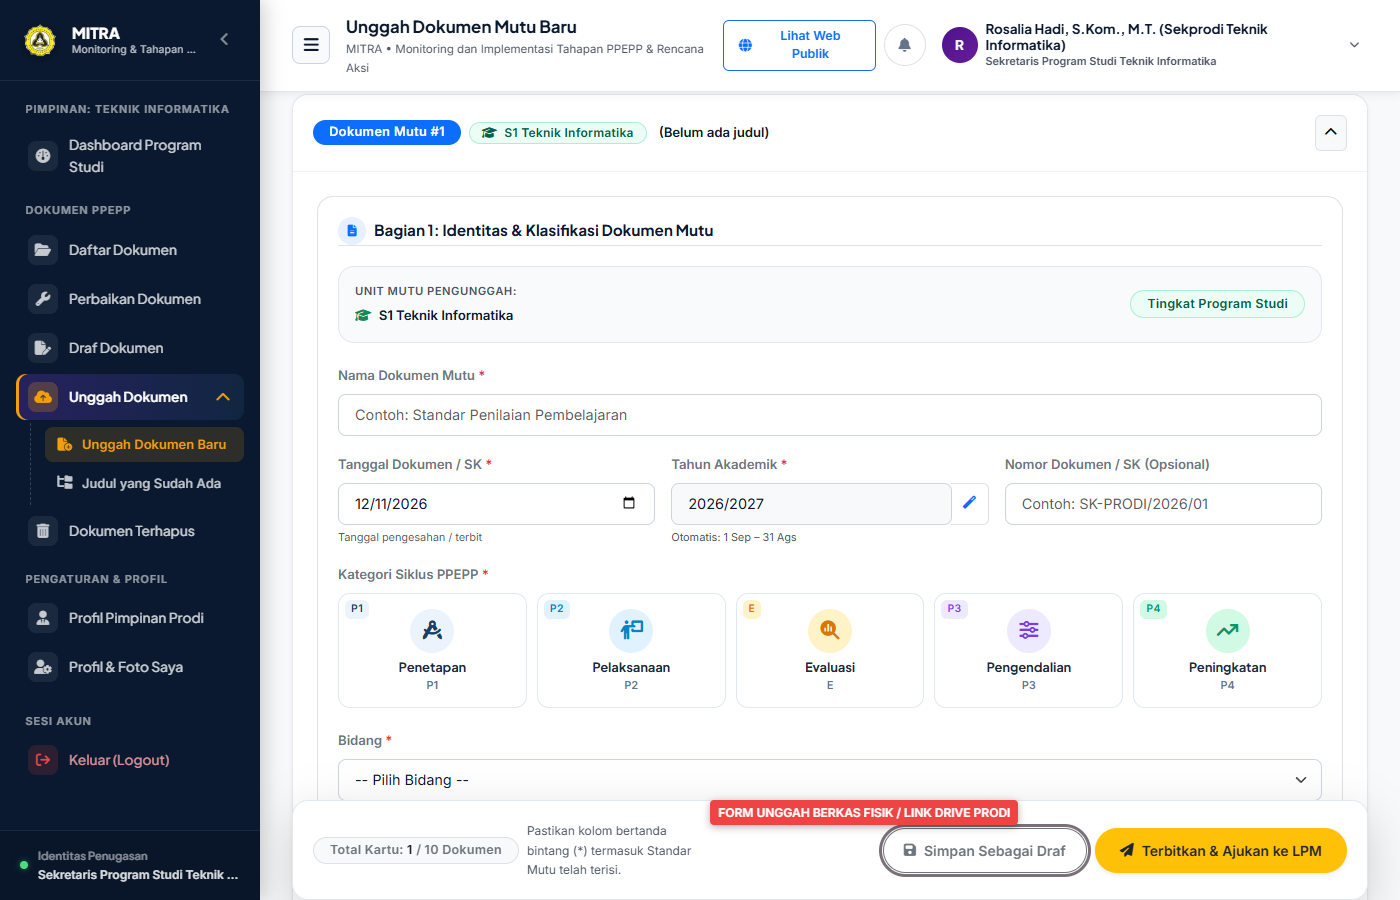 MITRA
Monitoring & Tahapan ...
PIMPINAN: TEKNIK INFORMATIKA
Dashboard Program
Studi
DOKUMEN PPEPP
Daftar Dokumen
Perbaikan Dokumen
Draf Dokumen
Unggah Dokumen
Unggah Dokumen Baru
Judul yang Sudah Ada
Dokumen Terhapus
PENGATURAN & PROFIL
Profil Pimpinan Prodi
Profil & Foto Saya
SESI AKUN
Keluar (Logout)
Identitas Penugasan
Sekretaris Program Studi Teknik ...
Unggah Dokumen Mutu Baru
MITRA • Monitoring dan Implementasi Tahapan PPEPP & Rencana
Aksi
Lihat Web
Publik
R
Rosalia Hadi, S.Kom., M.T. (Sekprodi Teknik
Informatika)
Sekretaris Program Studi Teknik Informatika
Dokumen Mutu #1
S1 Teknik Informatika
(Belum ada judul)
Bagian 1: Identitas & Klasifikasi Dokumen Mutu
UNIT MUTU PENGUNGGAH:
S1 Teknik Informatika
Tingkat Program Studi
Nama Dokumen Mutu *
Contoh: Standar Penilaian Pembelajaran
Tanggal Dokumen / SK *
12/11/2026
Tanggal pengesahan / terbit
Tahun Akademik *
2026/2027
Otomatis: 1 Sep – 31 Ags
Nomor Dokumen / SK (Opsional)
Contoh: SK-PRODI/2026/01
Kategori Siklus PPEPP *
P1
Penetapan
P1
P2
Pelaksanaan
P2
E
Evaluasi
E
P3
Pengendalian
P3
P4
Peningkatan
P4
Bidang *
-- Pilih Bidang --
FORM UNGGAH BERKAS FISIK / LINK DRIVE PRODI
Total Kartu: 1 / 10 Dokumen
Pastikan kolom bertanda
bintang (*) termasuk Standar
Mutu telah terisi.
Simpan Sebagai Draf
Terbitkan & Ajukan ke LPM